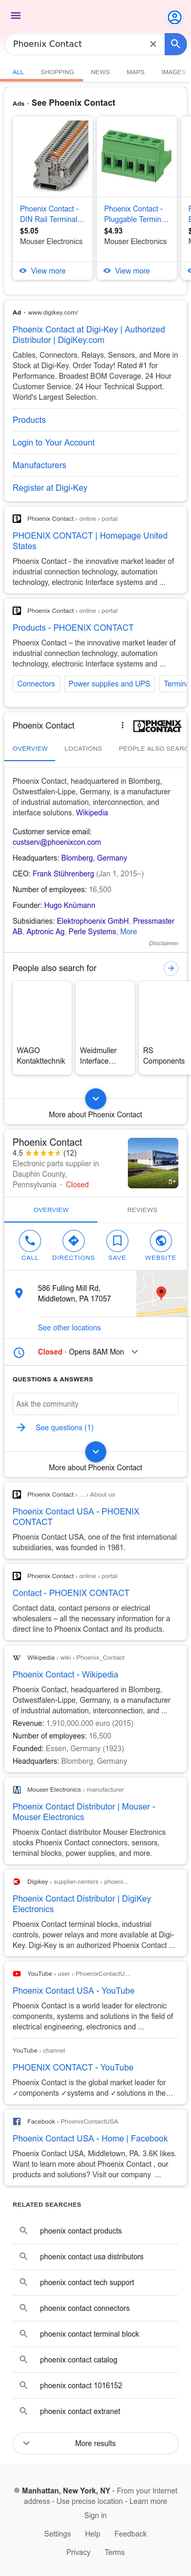 Phoenix Contact
ALL SHOPPING NEWS MAPS IMAGES
Ads · See Phoenix Contact
Phoenix Contact - DIN Rail Terminal...
$5.05
Mouser Electronics
View more
Phoenix Contact - Pluggable Termin...
$4.93
Mouser Electronics
View more
Ad · www.digikey.com/
Phoenix Contact at Digi-Key | Authorized
Distributor | DigiKey.com
Cables, Connectors, Relays, Sensors, and More in
Stock at Digi-Key. Order Today! Rated #1 for
Performance. Broadest BOM Coverage. 24 Hour
Customer Service. 24 Hour Technical Support.
World's Largest Selection.
Products
Login to Your Account
Manufacturers
Register at Digi-Key
Phoenix Contact › online › portal
PHOENIX CONTACT | Homepage United
States
Phoenix Contact - the innovative market leader of
industrial connection technology, automation
technology, electronic Interface systems and ...
Phoenix Contact › online › portal
Products - PHOENIX CONTACT
Phoenix Contact – the innovative market leader of
industrial connection technology, automation
technology, electronic Interface systems and ...
Connectors Power supplies and UPS Termina
Phoenix Contact
PHOENIX CONTACT
OVERVIEW LOCATIONS PEOPLE ALSO SEARC
Phoenix Contact, headquartered in Blomberg,
Ostwestfalen-Lippe, Germany, is a manufacturer
of industrial automation, interconnection, and
interface solutions. Wikipedia
Customer service email:
custserv@phoenixcon.com
Headquarters: Blomberg, Germany
CEO: Frank Stührenberg (Jan 1, 2015–)
Number of employees: 16,500
Founder: Hugo Knümann
Subsidiaries: Elektrophoenix GmbH, Pressmaster
AB, Aptronic Ag, Perle Systems, More
Disclaimer
People also search for
WAGO
Kontakttechnik
Weidmuller
Interface...
RS
Components
More about Phoenix Contact
Phoenix Contact
4.5 ★★★★★ (12)
Electronic parts supplier in
Dauphin County,
Pennsylvania · Closed
5+
OVERVIEW REVIEWS
CALL DIRECTIONS SAVE WEBSITE
586 Fulling Mill Rd,
Middletown, PA 17057
See other locations
Closed · Opens 8AM Mon
QUESTIONS & ANSWERS
Ask the community
See questions (1)
More about Phoenix Contact
Phoenix Contact › ... › About us
Phoenix Contact USA - PHOENIX
CONTACT
Phoenix Contact USA, one of the first international
subsidiaries, was founded in 1981.
Phoenix Contact › online › portal
Contact - PHOENIX CONTACT
Contact data, contact persons or electrical
wholesalers – all the necessary information for a
direct line to Phoenix Contact and its products.
Wikipedia › wiki › Phoenix_Contact
Phoenix Contact - Wikipedia
Phoenix Contact, headquartered in Blomberg,
Ostwestfalen-Lippe, Germany, is a manufacturer
of industrial automation, interconnection, and ...
Revenue: 1,910,000,000 euro (2015)
Number of employees: 16,500
Founded: Essen, Germany (1923)
Headquarters: Blomberg, Germany
Mouser Electronics › manufacturer
Phoenix Contact Distributor | Mouser -
Mouser Electronics
Phoenix Contact distributor Mouser Electronics
stocks Phoenix Contact connectors, sensors,
terminal blocks, power supplies, and more.
Digikey › supplier-centers › phoeni...
Phoenix Contact Distributor | DigiKey
Electronics
Phoenix Contact terminal blocks, industrial
controls, power relays and more available at Digi-
Key. Digi-Key is an authorized Phoenix Contact ...
YouTube › user › PhoenixContactU...
Phoenix Contact USA - YouTube
Phoenix Contact is a world leader for electronic
components, systems and solutions in the field of
electrical engineering, electronics and ...
YouTube › channel
PHOENIX CONTACT - YouTube
Phoenix Contact is the global market leader for
✓components ✓systems and ✓solutions in the...
Facebook › PhoenixContactUSA
Phoenix Contact USA - Home | Facebook
Phoenix Contact USA, Middletown, PA. 3.6K likes.
Want to learn more about Phoenix Contact , our
products and solutions? Visit our company ...
RELATED SEARCHES
phoenix contact products
phoenix contact usa distributors
phoenix contact tech support
phoenix contact connectors
phoenix contact terminal block
phoenix contact catalog
phoenix contact 1016152
phoenix contact extranet
More results
Manhattan, New York, NY - From your Internet
address - Use precise location - Learn more
Sign in
Settings Help Feedback
Privacy Terms